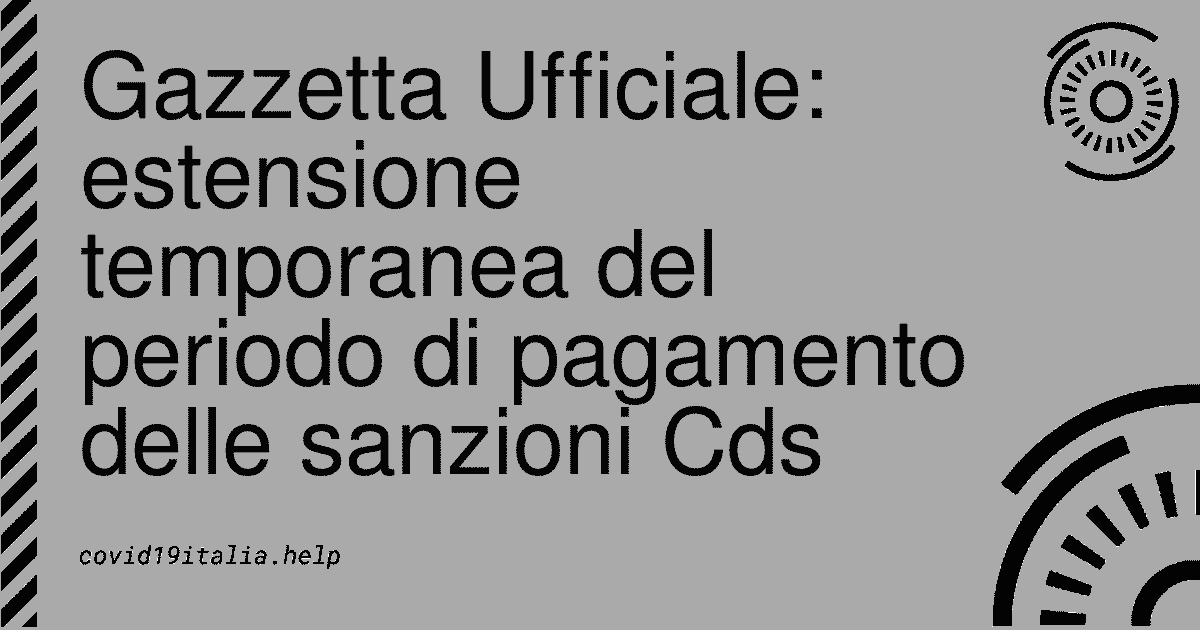 Gazzetta Ufficiale:
estensione
temporanea del
periodo di pagamento
delle sanzioni Cds
covid19italia.help